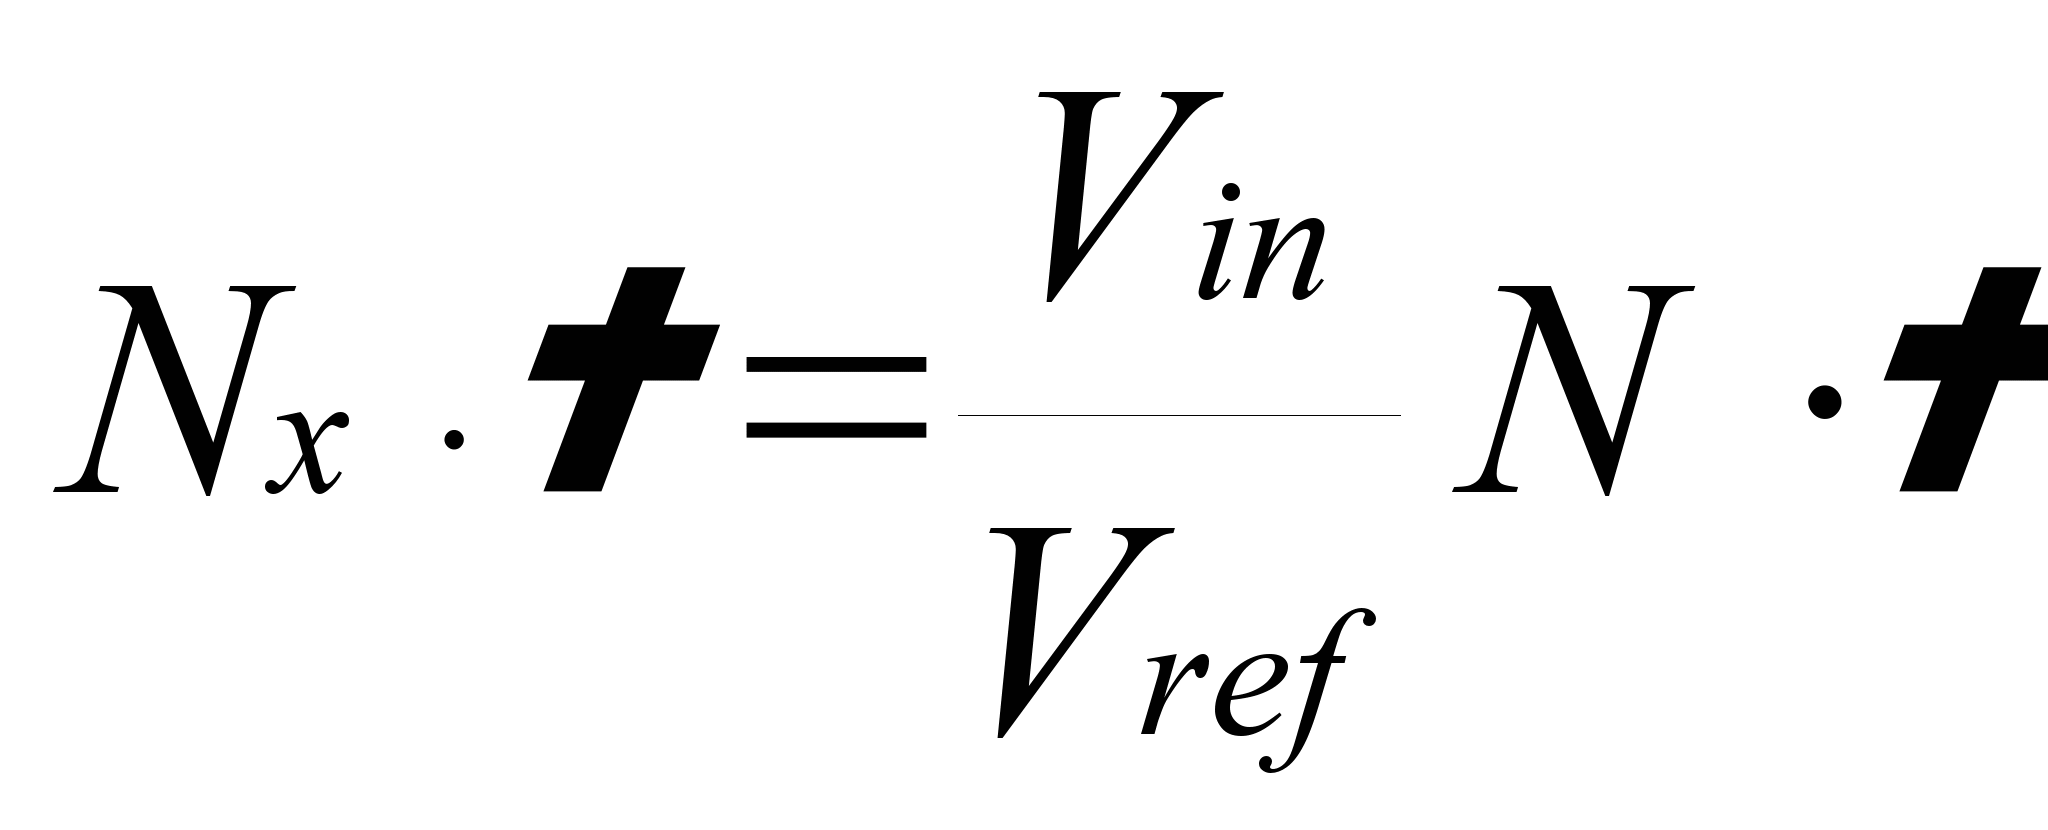 Nx · t = Vin / Vref N · t